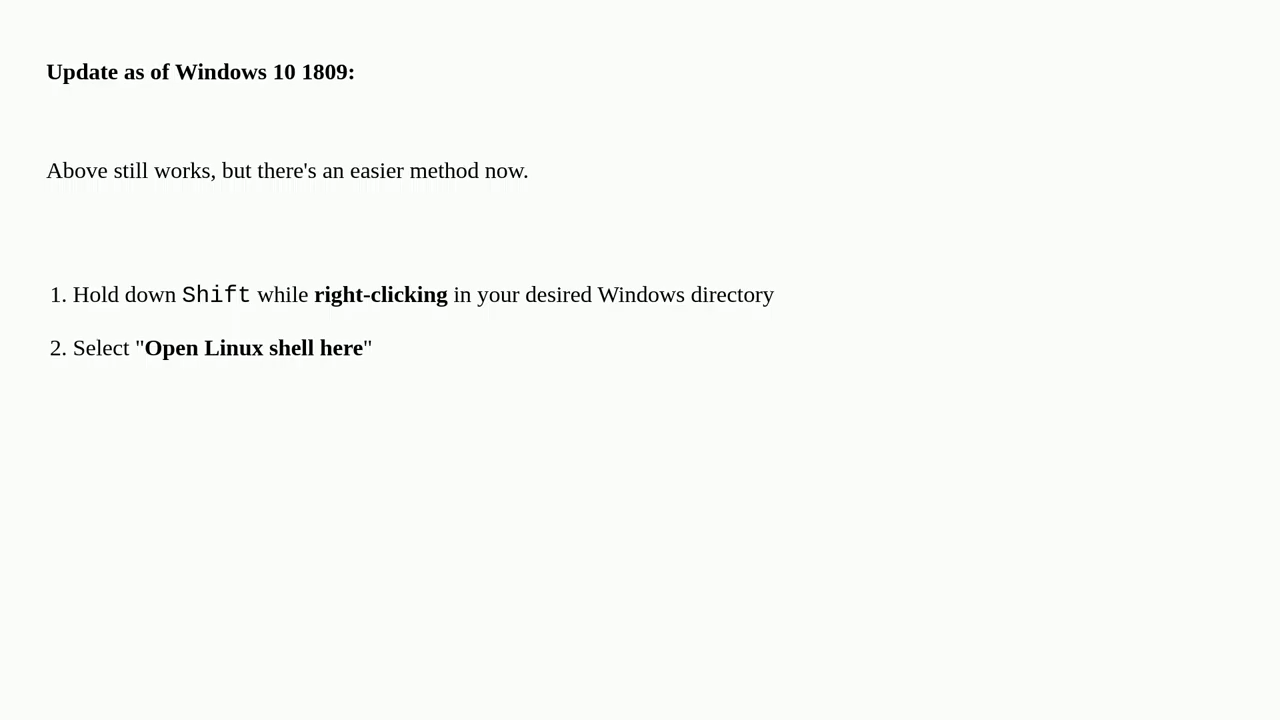 Update as of Windows 10 1809:
Above still works, but there's an easier method now.
1. Hold down Shift while right-clicking in your desired Windows directory
2. Select "Open Linux shell here"